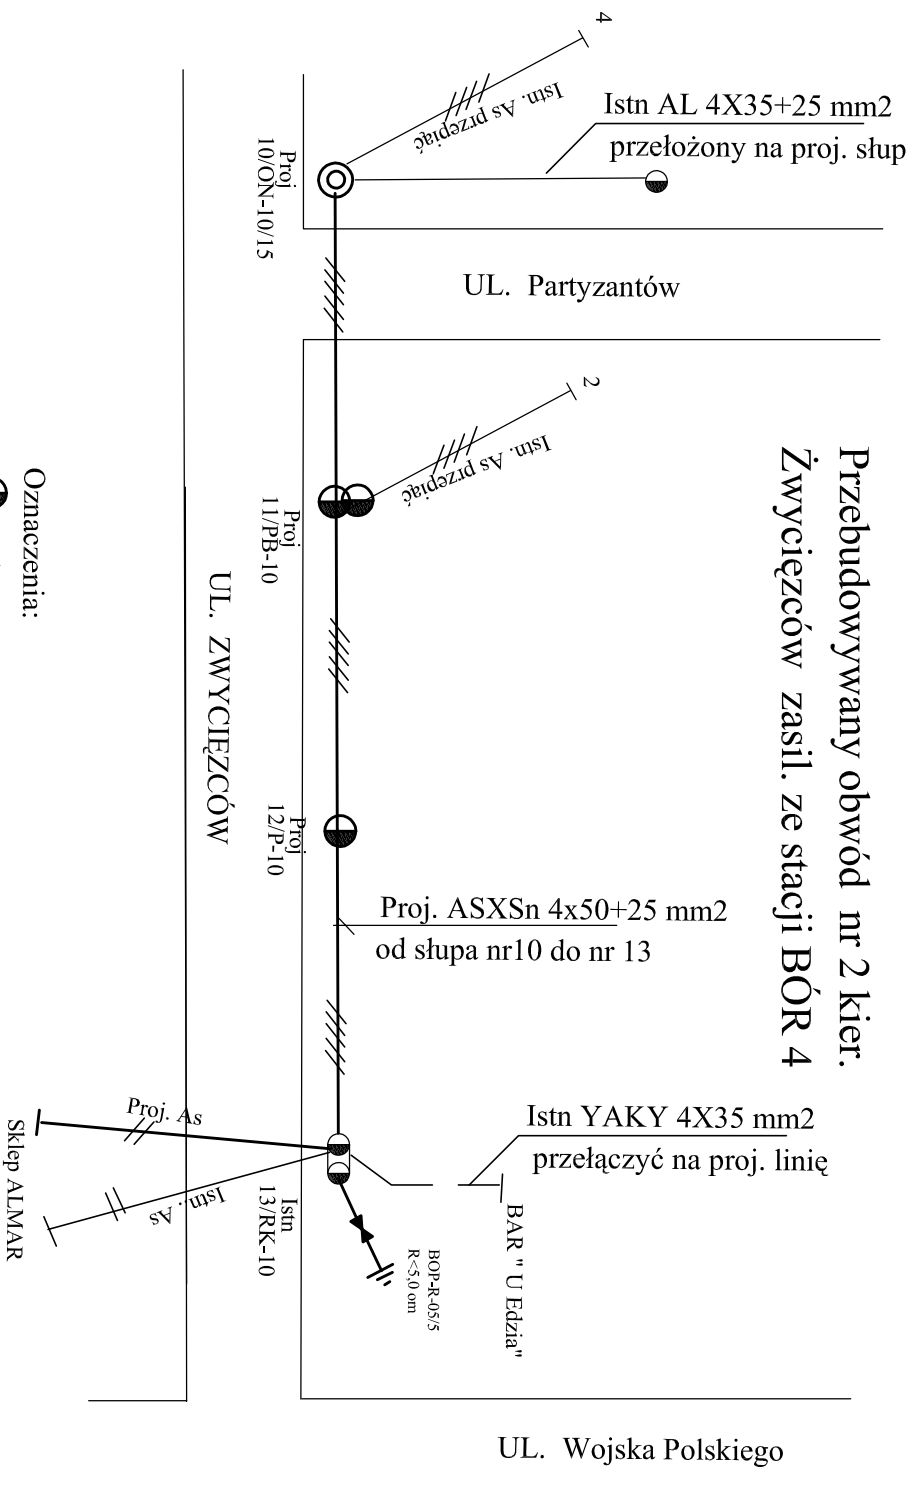 4
Istn. As przepiąć
Istn AL 4X35+25 mm2
przełożony na proj. słup
Proj
10/ON-10/15
UL. Partyzantów
2
Istn. As przepiąć
Przebudowywany obwód nr 2 kier.
Żwycięzców zasil. ze stacji BÓR 4
Oznaczenia:
Proj
11/PB-10
UL. ZWYCIĘZCÓW
Proj
12/P-10
Proj. ASXSn 4x50+25 mm2
od słupa nr10 do nr 13
Istn YAKY 4X35 mm2
przełączyć na proj. linię
Proj. As
Sklep ALMAR
Istn.. As
Istn
13/RK-10
BOP-R-05/5
R<5,0 om
BAR " U Edzia"
UL. Wojska Polskiego